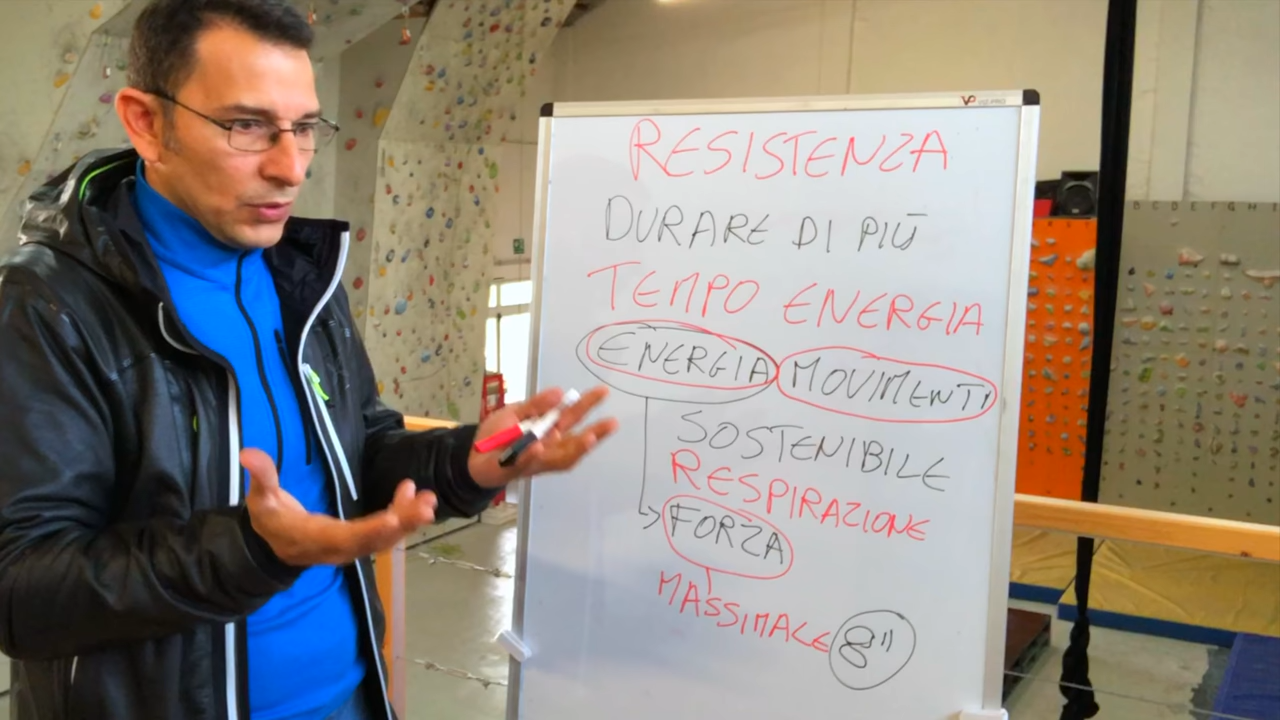 RESISTENZA
DURARE DI PIÙ
TEMPO ENERGIA
ENERGIA MOVIMENTI
SOSTENIBILE
RESPIRAZIONE
FORZA
MASSIMALE 8"
B C D E F G H I